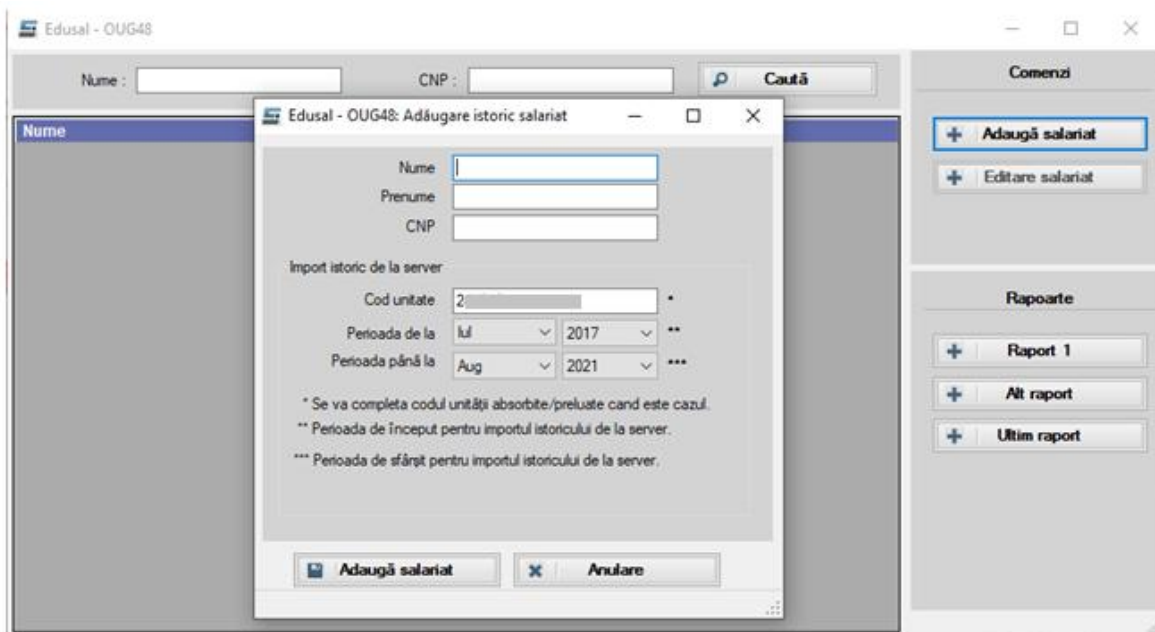 Edusal - OUG48
Nume : CNP : Caută
Nume
Edusal - OUG48: Adăugare istoric salariat
Nume
Prenume
CNP
Import istoric de la server
Cod unitate 2 *
Perioada de la Iul 2017 **
Perioada până la Aug 2021 ***
* Se va completa codul unității absorbite/preluate cand este cazul.
** Perioada de început pentru importul istoricului de la server.
*** Perioada de sfârșit pentru importul istoricului de la server.
Adaugă salariat Anulare
Comenzi
Adaugă salariat
Editare salariat
Rapoarte
Raport 1
Alt raport
Ultim raport